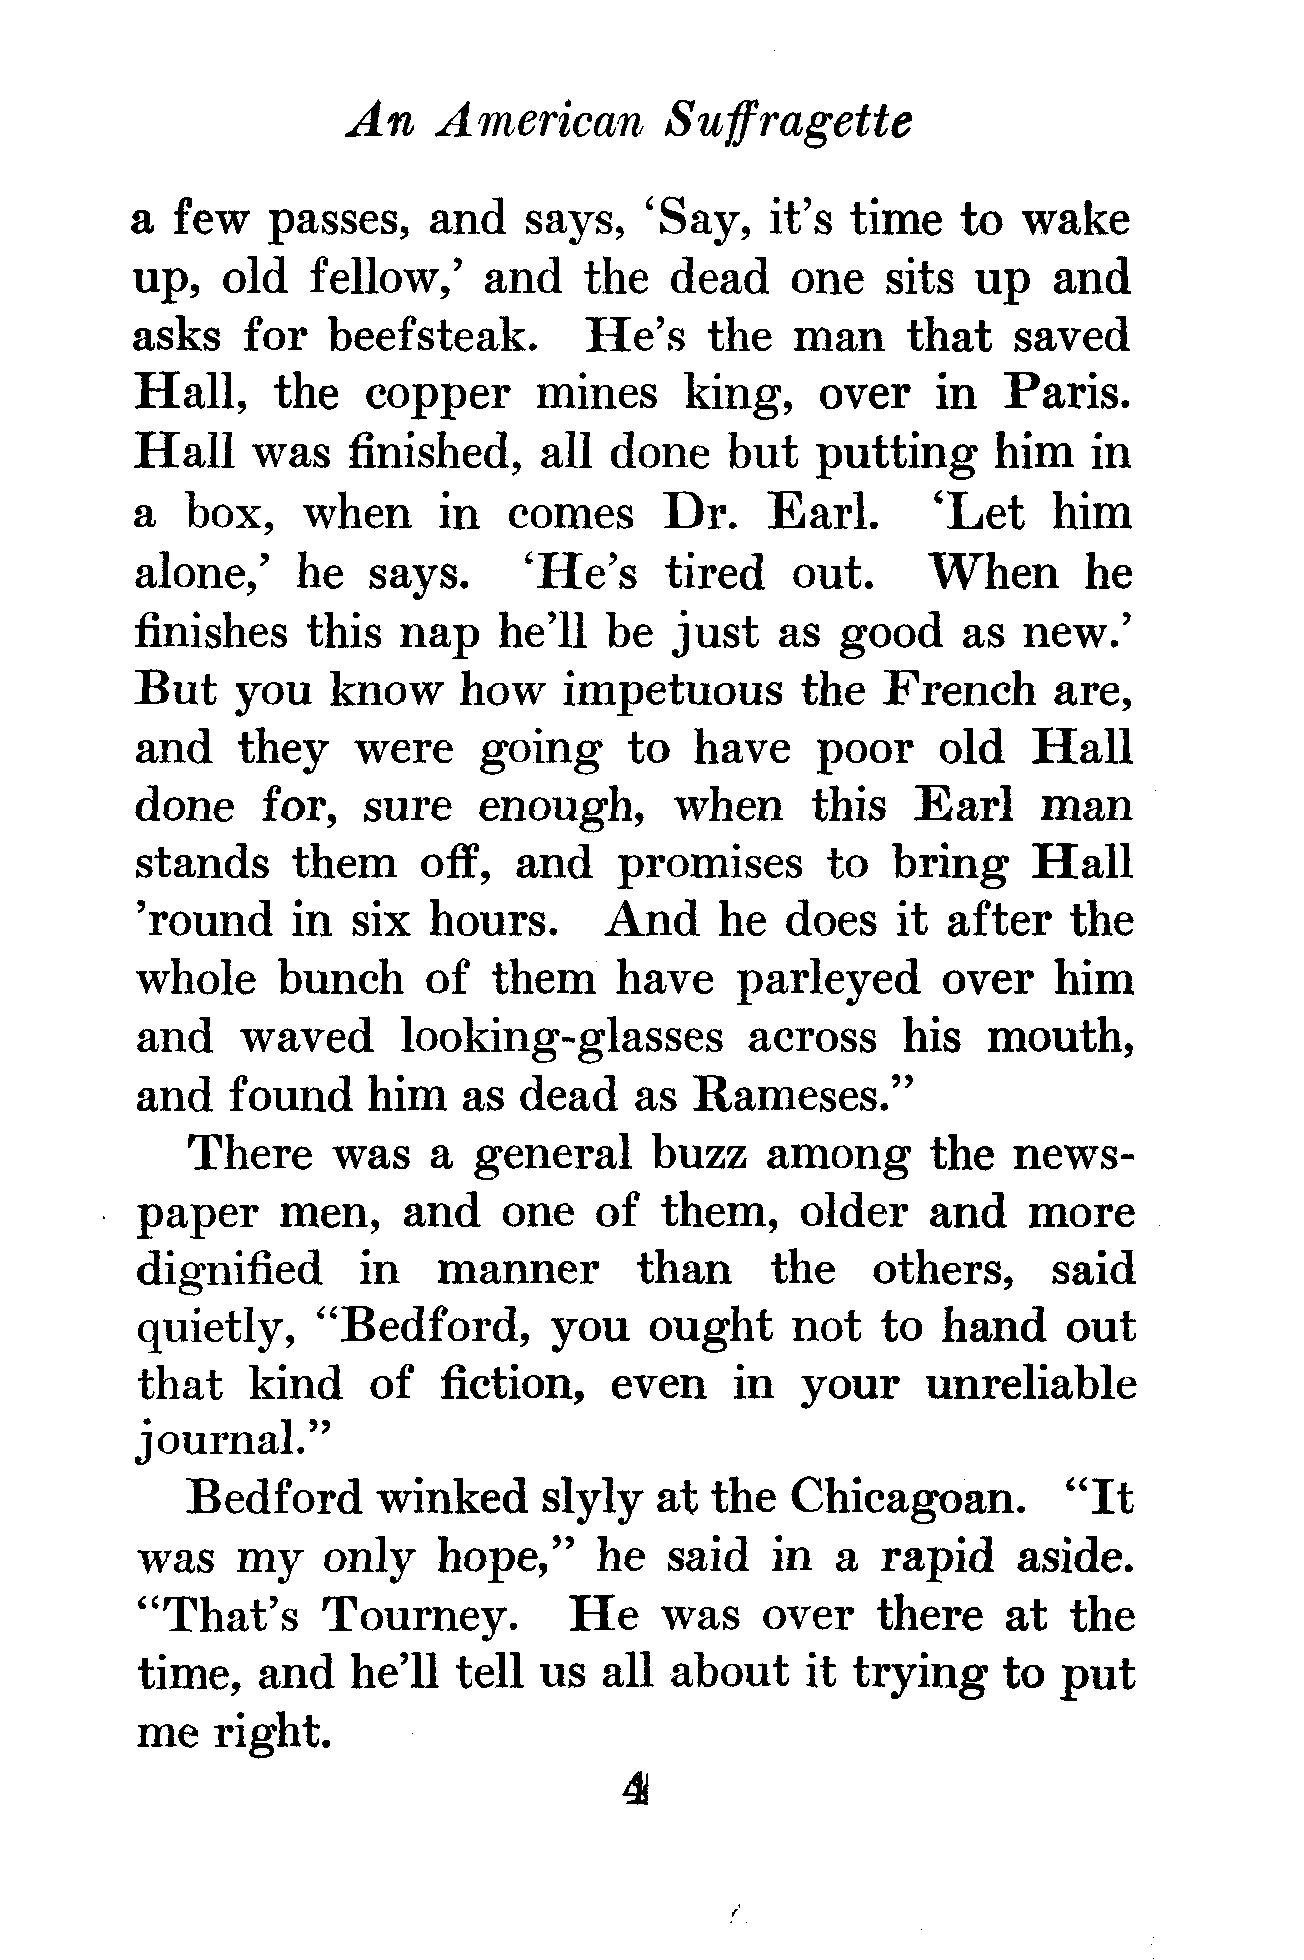 An American Suffragette
a few passes, and says, ‘Say, it’s time to wake
up, old fellow,’ and the dead one sits up and
asks for beefsteak. He’s the man that saved
Hall, the copper mines king, over in Paris.
Hall was finished, all done but putting him in
a box, when in comes Dr. Earl. ‘Let him
alone,’ he says. ‘He’s tired out. When he
finishes this nap he’ll be just as good as new.’
But you know how impetuous the French are,
and they were going to have poor old Hall
done for, sure enough, when this Earl man
stands them off, and promises to bring Hall
’round in six hours. And he does it after the
whole bunch of them have parleyed over him
and waved looking-glasses across his mouth,
and found him as dead as Rameses.”
There was a general buzz among the news-
paper men, and one of them, older and more
dignified in manner than the others, said
quietly, “Bedford, you ought not to hand out
that kind of fiction, even in your unreliable
journal.”
Bedford winked slyly at the Chicagoan. “It
was my only hope,” he said in a rapid aside.
“That’s Tourney. He was over there at the
time, and he’ll tell us all about it trying to put
me right.
4